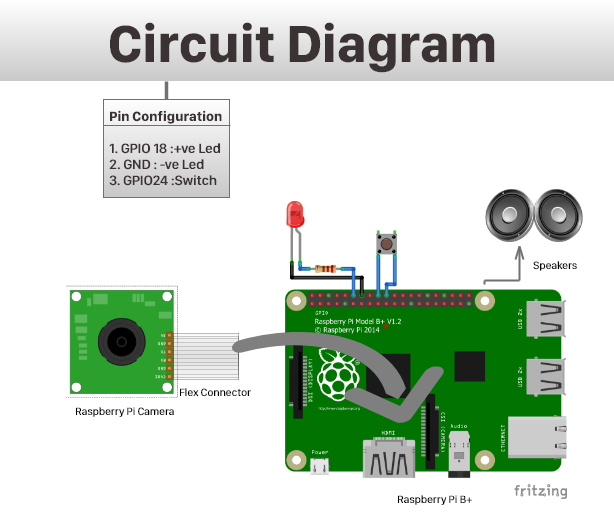 Circuit Diagram
Pin Configuration
1. GPIO 18 :+ve Led
2. GND : -ve Led
3. GPIO24 :Switch
Speakers
GPIO
Raspberry Pi Model B+ V1.2
© Raspberry Pi 2014
USB 2x
USB 2x
DSI (DISPLAY)
CSI (CAMERA)
ETHERNET
Audio
HDMI
Power
Flex Connector
Raspberry Pi Camera
Raspberry Pi B+
fritzing